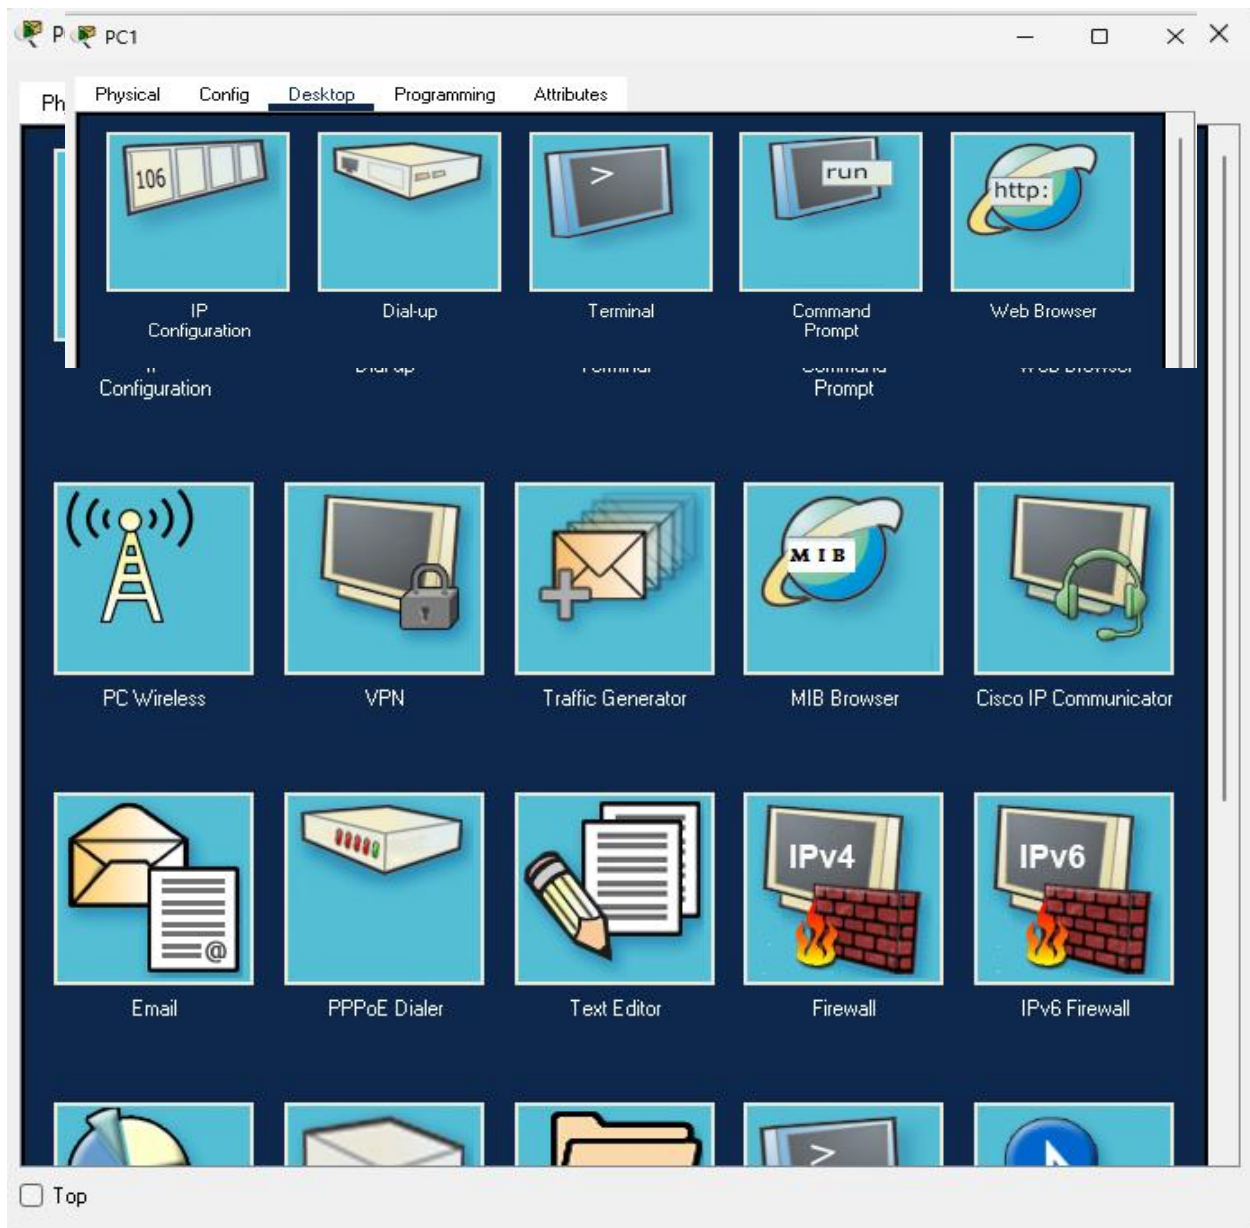 P
PC1
Ph
Physical Config Desktop Programming Attributes
106
>
run
http:
IP
Configuration
Dial-up
Terminal
Command
Prompt
Web Browser
Configuration
Prompt
MIB
PC Wireless
VPN
Traffic Generator
MIB Browser
Cisco IP Communicator
@
IPv4
IPv6
Email
PPPoE Dialer
Text Editor
Firewall
IPv6 Firewall
>
Top